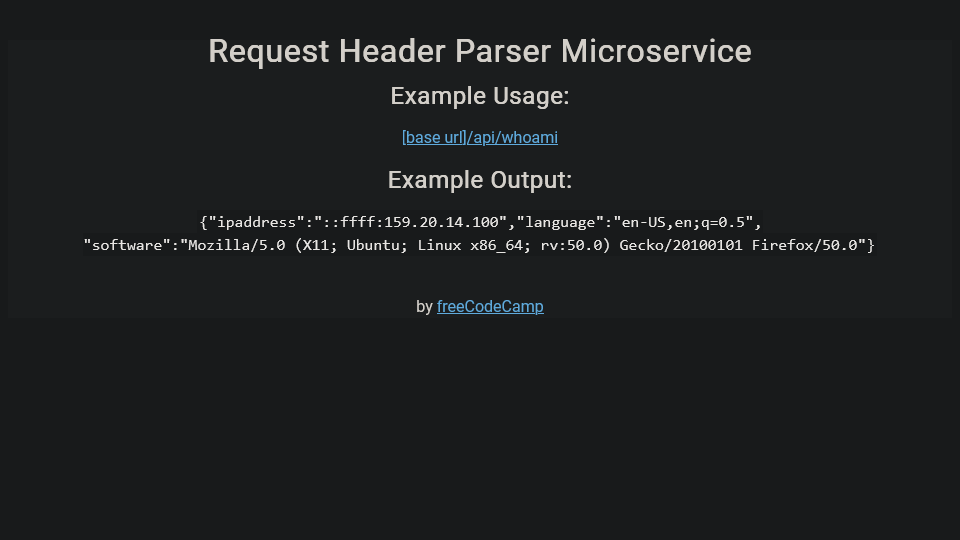 Request Header Parser Microservice
Example Usage:
[base url]/api/whoami
Example Output:
{"ipaddress":"::ffff:159.20.14.100","language":"en-US,en;q=0.5",
"software":"Mozilla/5.0 (X11; Ubuntu; Linux x86_64; rv:50.0) Gecko/20100101 Firefox/50.0"}
by freeCodeCamp